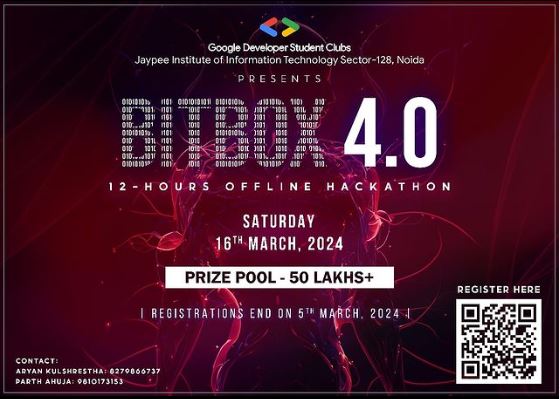 Google Developer Student Clubs
Jaypee Institute of Information Technology Sector-128, Noida
PRESENTS
BITBOX 4.0
12-HOURS OFFLINE HACKATHON
SATURDAY
16TH MARCH, 2024
PRIZE POOL - 50 LAKHS+
| REGISTRATIONS END ON 5TH MARCH, 2024 |
REGISTER HERE
CONTACT:
ARYAN KULSHRESTHA: 8279866737
PARTH AHUJA: 9810173153